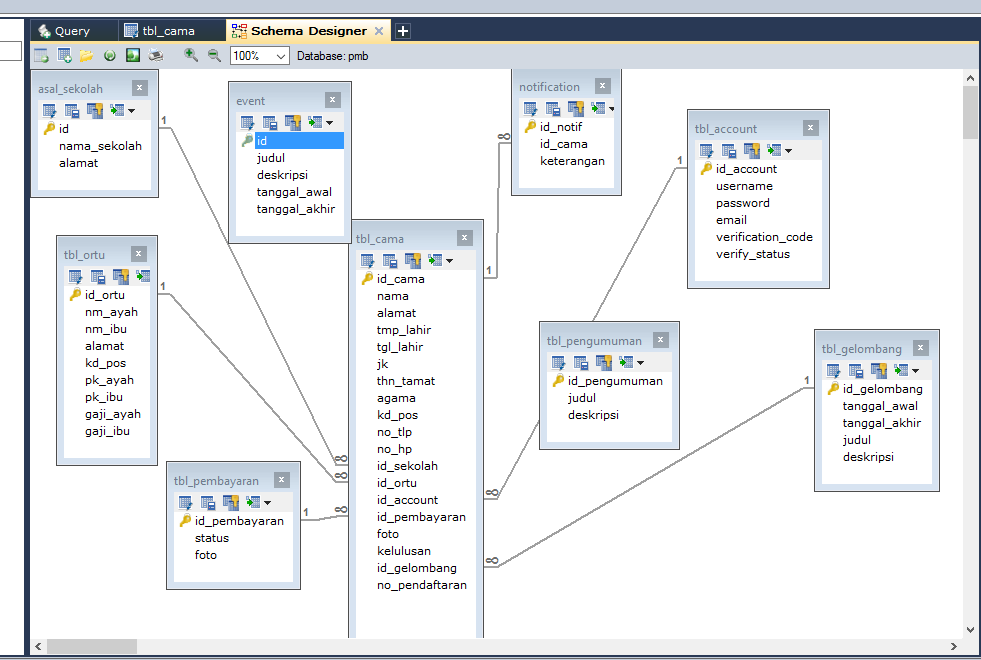 Query tbl_cama Schema Designer
100% Database: pmb
asal_sekolah
id
nama_sekolah
alamat
1
event
id
judul
deskripsi
tanggal_awal
tanggal_akhir
notification
id_notif
id_cama
keterangan
∞
tbl_account
id_account
username
password
email
verification_code
verify_status
1
tbl_ortu
id_ortu
nm_ayah
nm_ibu
alamat
kd_pos
pk_ayah
pk_ibu
gaji_ayah
gaji_ibu
1
tbl_cama
id_cama
nama
alamat
tmp_lahir
tgl_lahir
jk
thn_tamat
agama
kd_pos
no_tlp
no_hp
id_sekolah
id_ortu
id_account
id_pembayaran
foto
kelulusan
id_gelombang
no_pendaftaran
1
∞
∞
∞
∞
∞
tbl_pengumuman
id_pengumuman
judul
deskripsi
tbl_gelombang
id_gelombang
tanggal_awal
tanggal_akhir
judul
deskripsi
1
tbl_pembayaran
id_pembayaran
status
foto
1